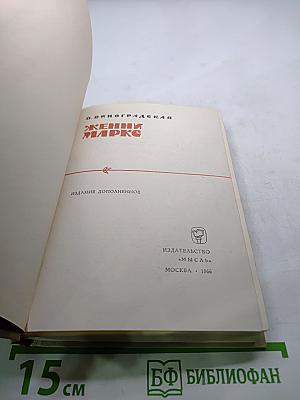 П. ВИНОГРАДСКАЯ
ЖЕННИ
МАРКС
ИЗДАНИЕ ДОПОЛНЕННОЕ
ИЗДАТЕЛЬСТВО
«МЫСЛЬ»
МОСКВА • 1966
15 см
БФ БИБЛИОФАН